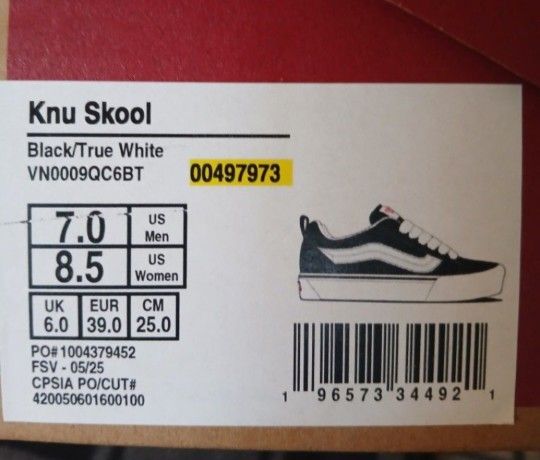 Knu Skool
Black/True White
VN0009QC6BT 00497973
7.0 US Men
8.5 US Women
UK 6.0 EUR 39.0 CM 25.0
PO# 1004379452
FSV - 05/25
CPSIA PO/CUT#
420050601600100
1 96573 34492 1